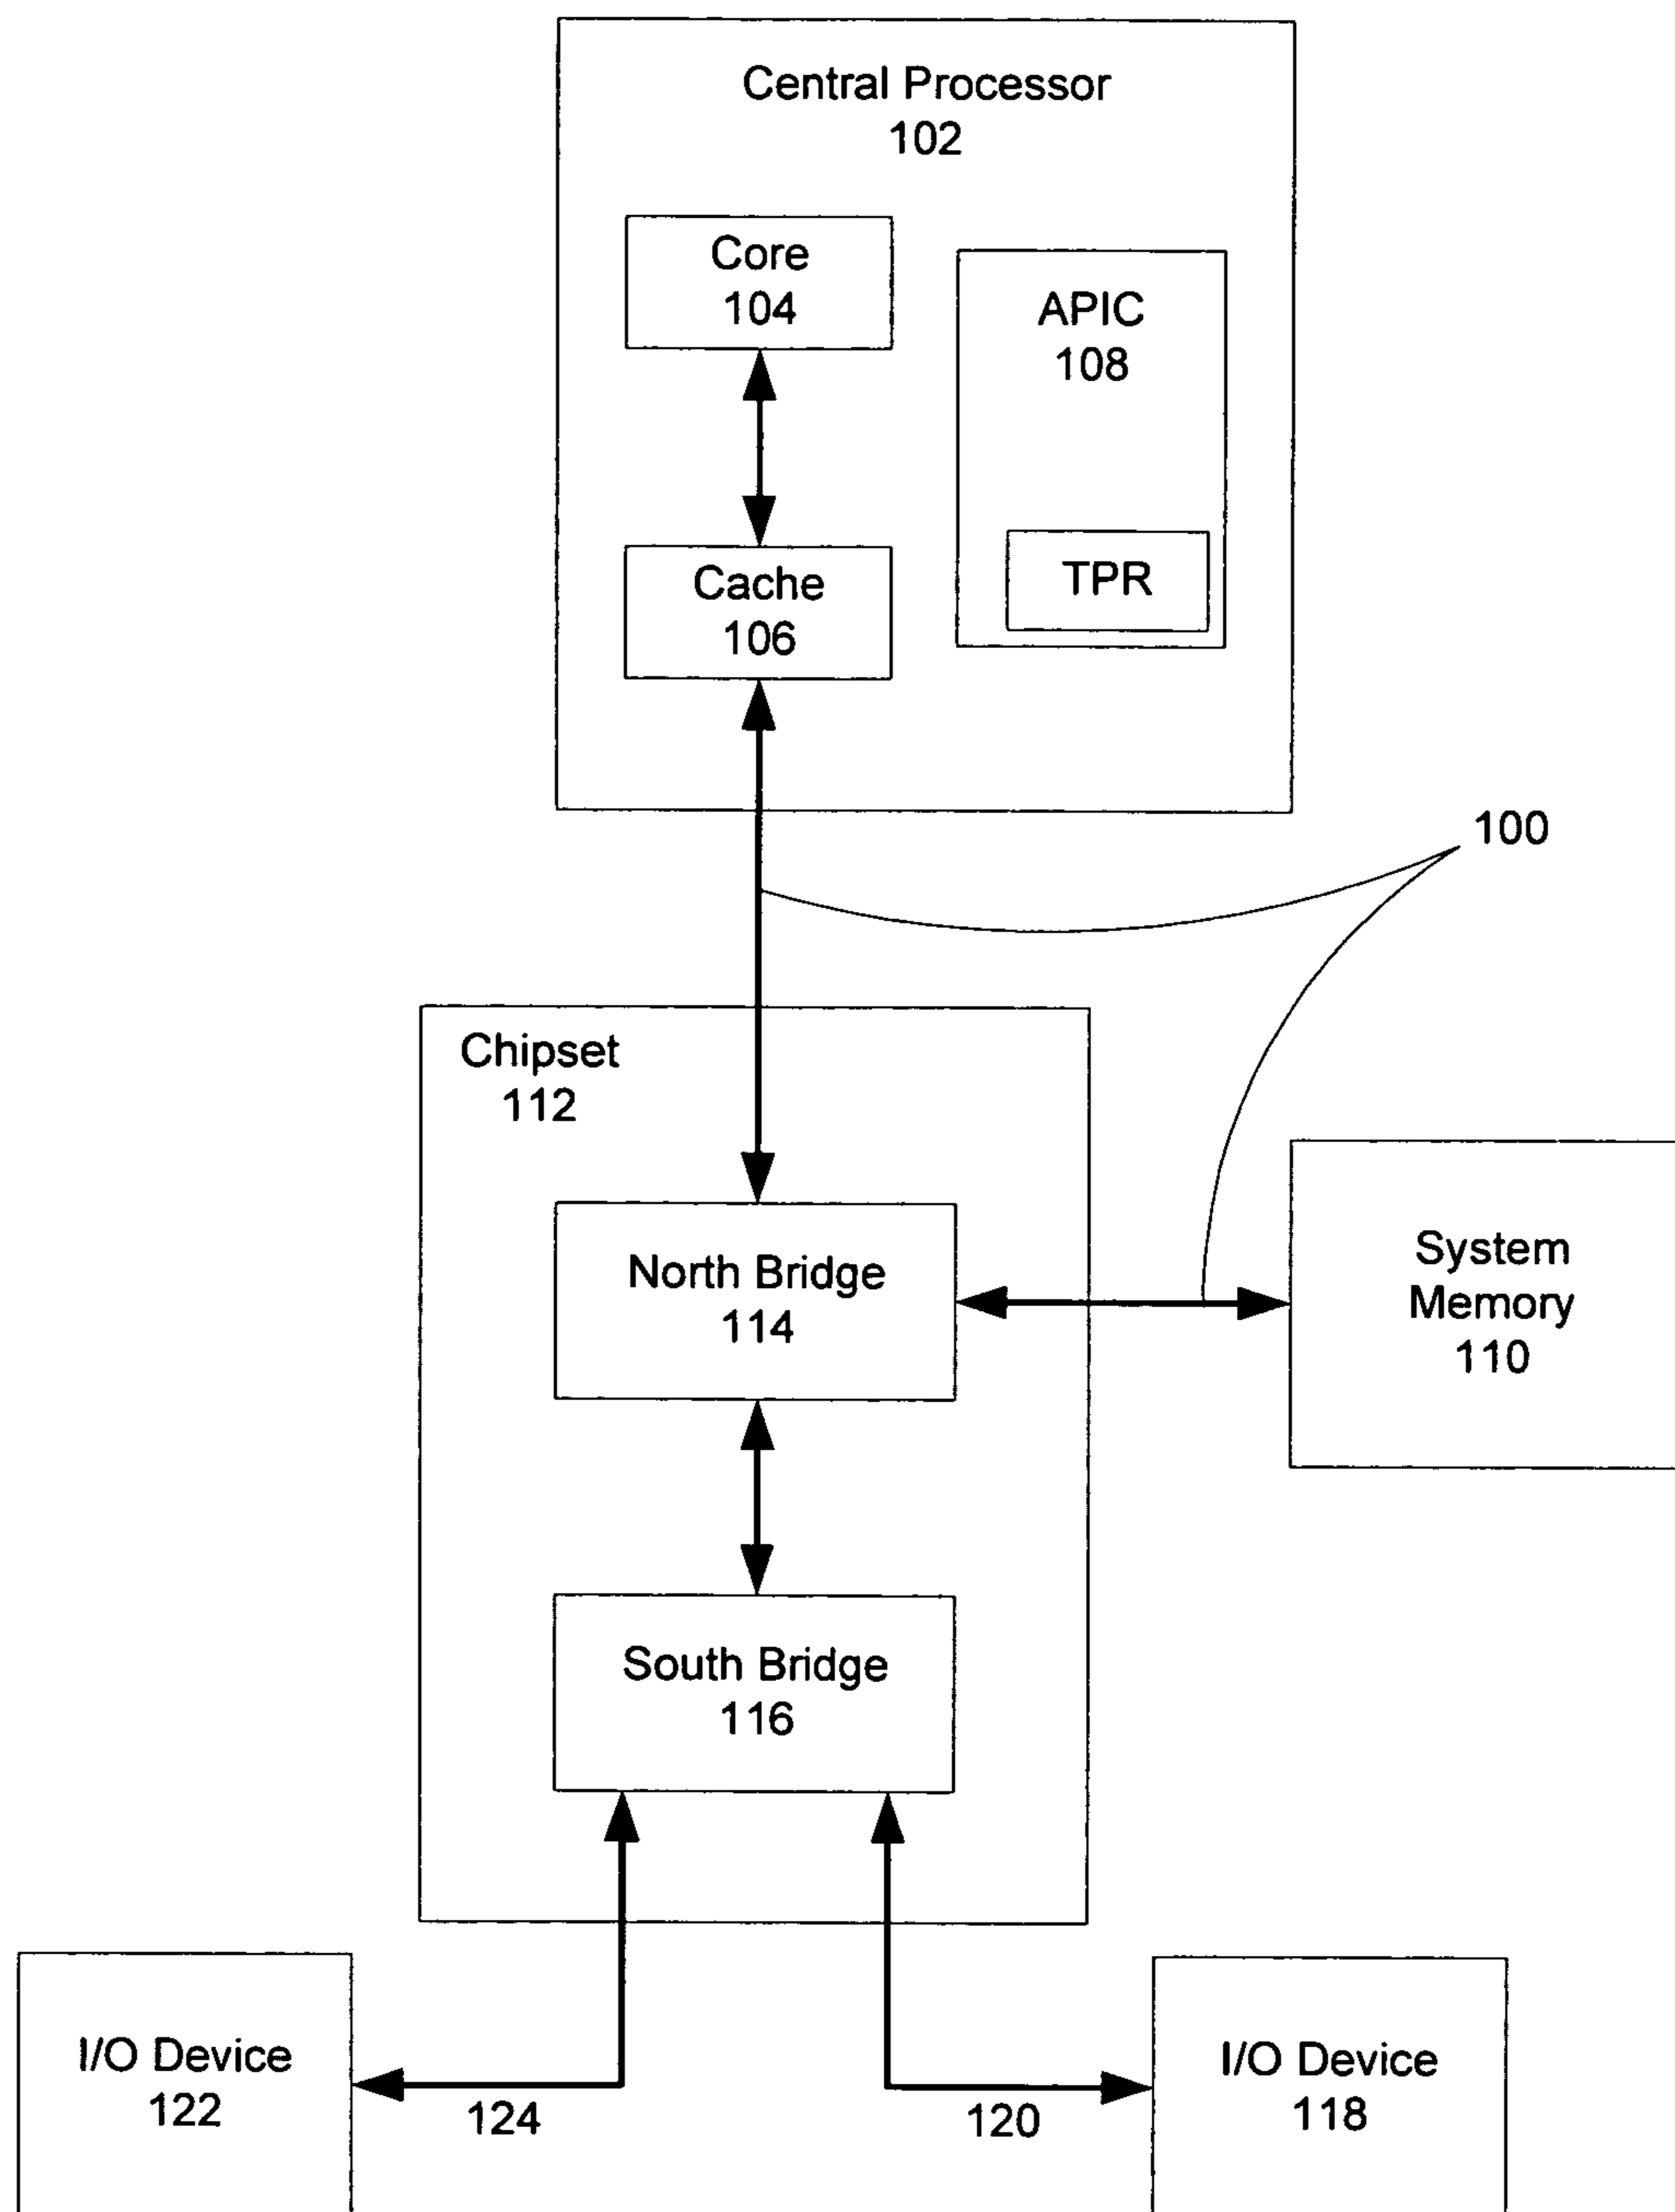 Central Processor
102
Core
104
APIC
108
Cache
106
TPR
100
Chipset
112
North Bridge
114
System
Memory
110
South Bridge
116
I/O Device
122
124
120
I/O Device
118